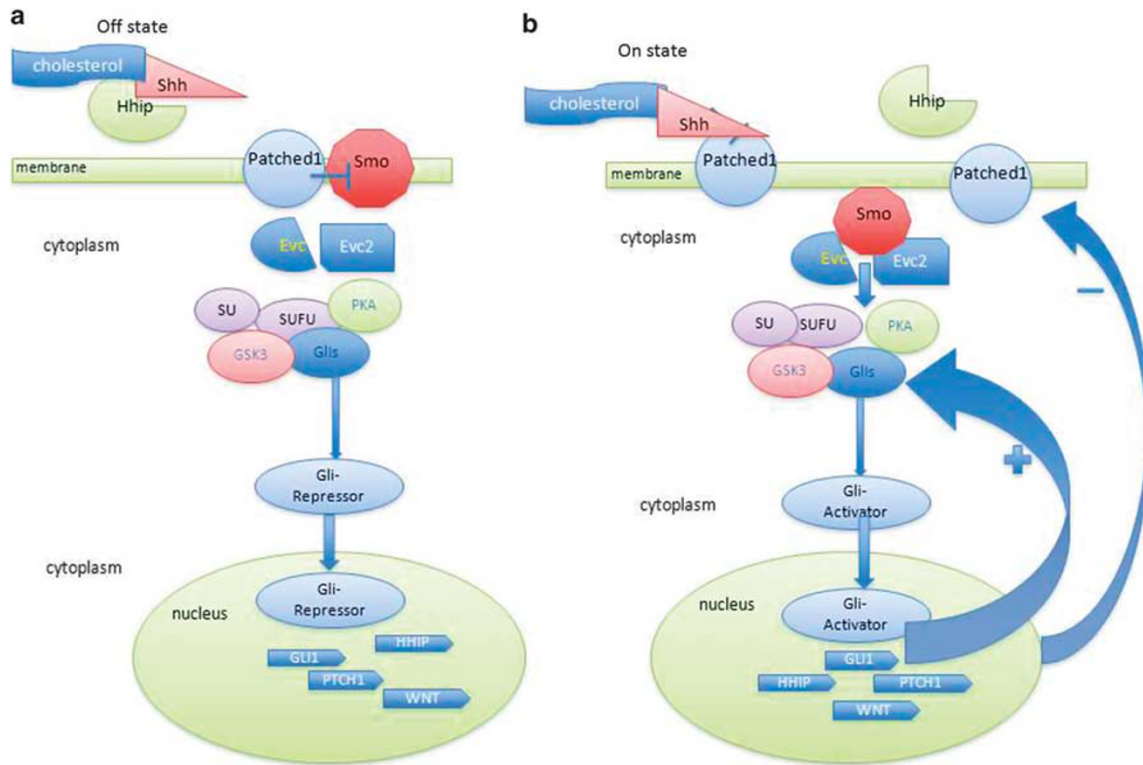 a
Off state
cholesterol
Shh
Hhip
membrane
Patched1
Smo
cytoplasm
Evc
Evc2
PKA
SU
SUFU
GSK3
Glis
Gli-
Repressor
cytoplasm
nucleus
Gli-
Repressor
HHIP
GLI1
PTCH1
WNT
b
On state
cholesterol
Shh
Hhip
Patched1
membrane
Patched1
Smo
cytoplasm
Evc
Evc2
SU
SUFU
PKA
GSK3
Glis
cytoplasm
Gli-
Activator
nucleus
Gli-
Activator
GLI1
HHIP
PTCH1
WNT